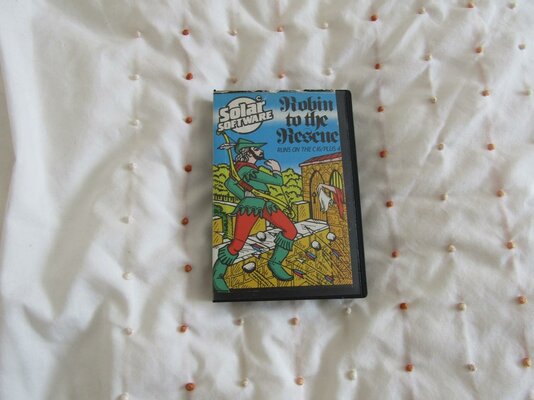 Solar
SOFTWARE
Robin
to the
Rescue
RUNS ON THE C16/PLUS 4